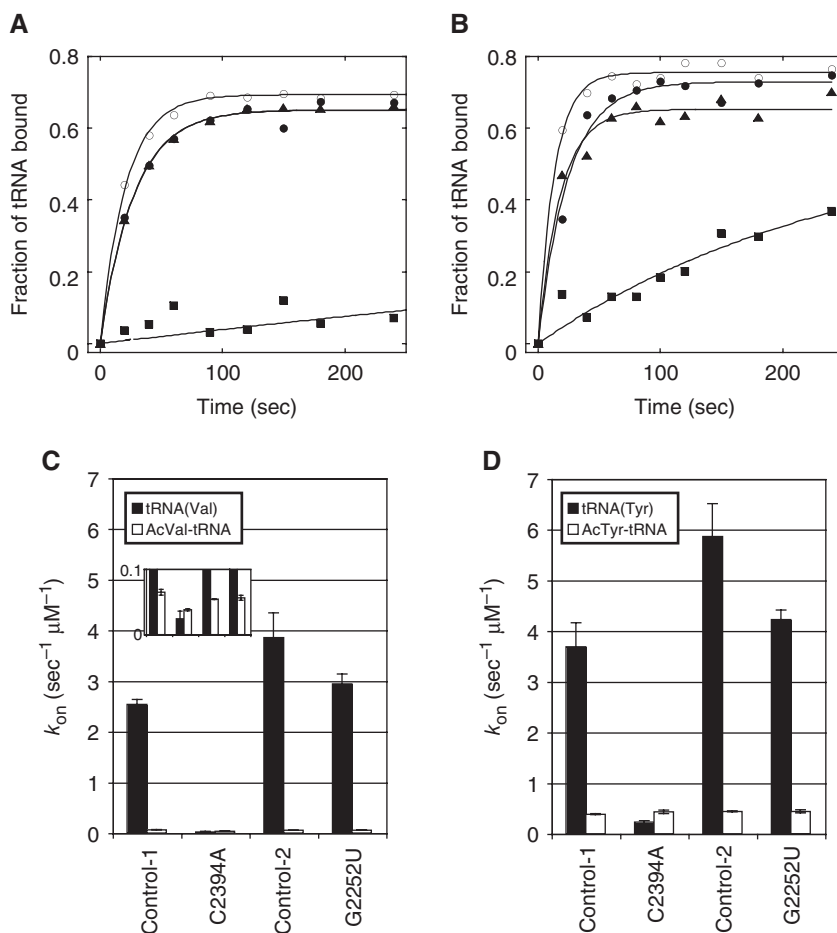 A
0.8
0.6
0.4
0.2
0
Fraction of tRNA bound
0
100
200
Time (sec)
B
0.8
0.6
0.4
0.2
0
Fraction of tRNA bound
0
100
200
Time (sec)
C
7
6
5
4
3
2
1
0
k_on (sec⁻¹ μM⁻¹)
tRNA(Val)
AcVal-tRNA
0.1
0
Control-1
C2394A
Control-2
G2252U
D
7
6
5
4
3
2
1
0
k_on (sec⁻¹ μM⁻¹)
tRNA(Tyr)
AcTyr-tRNA
Control-1
C2394A
Control-2
G2252U